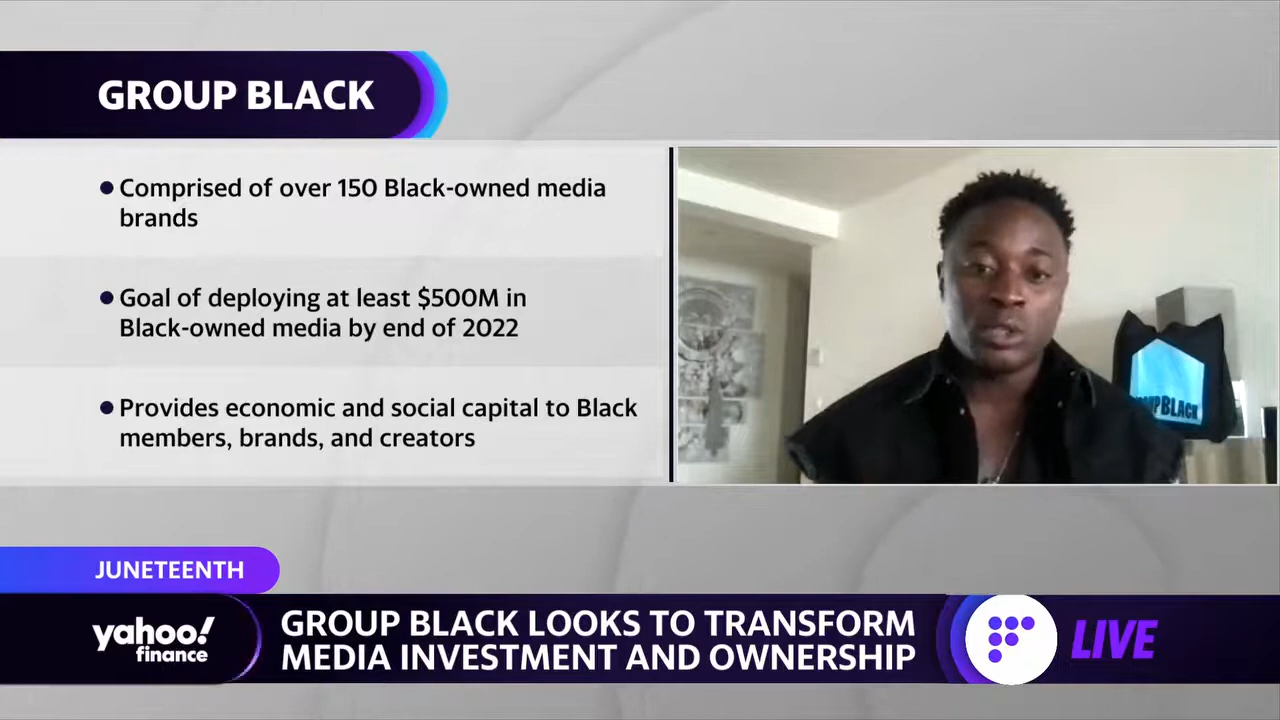 GROUP BLACK
Comprised of over 150 Black-owned media
brands
Goal of deploying at least $500M in
Black-owned media by end of 2022
Provides economic and social capital to Black
members, brands, and creators
BLACK
JUNETEENTH
yahoo!
finance
GROUP BLACK LOOKS TO TRANSFORM
MEDIA INVESTMENT AND OWNERSHIP
LIVE